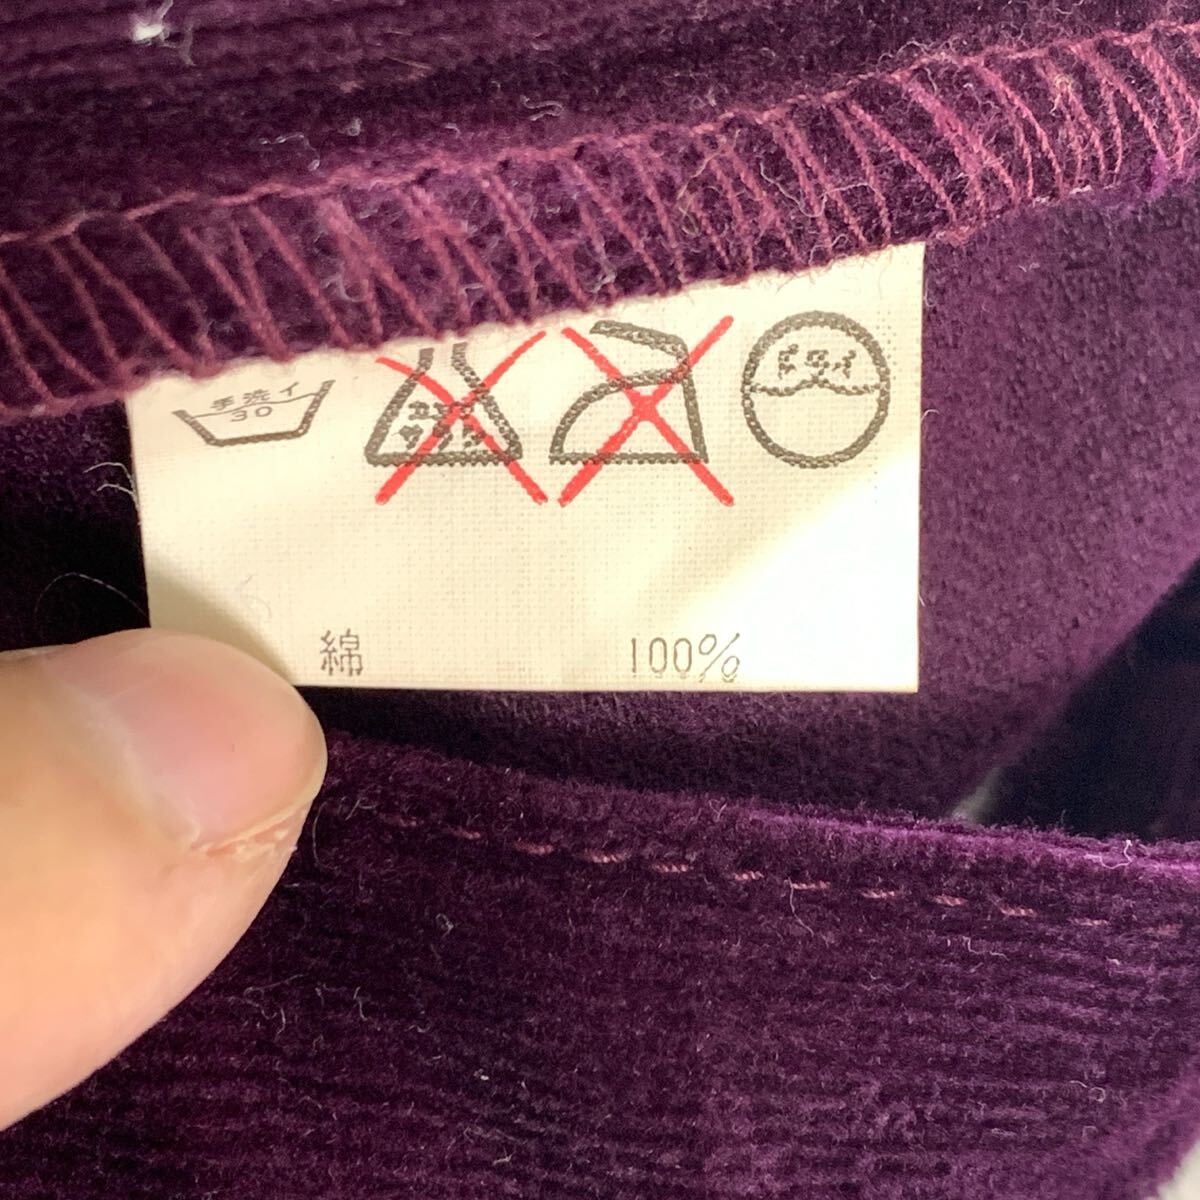 手洗イ
30
エンソ
サラシ
ドライ
綿 100%